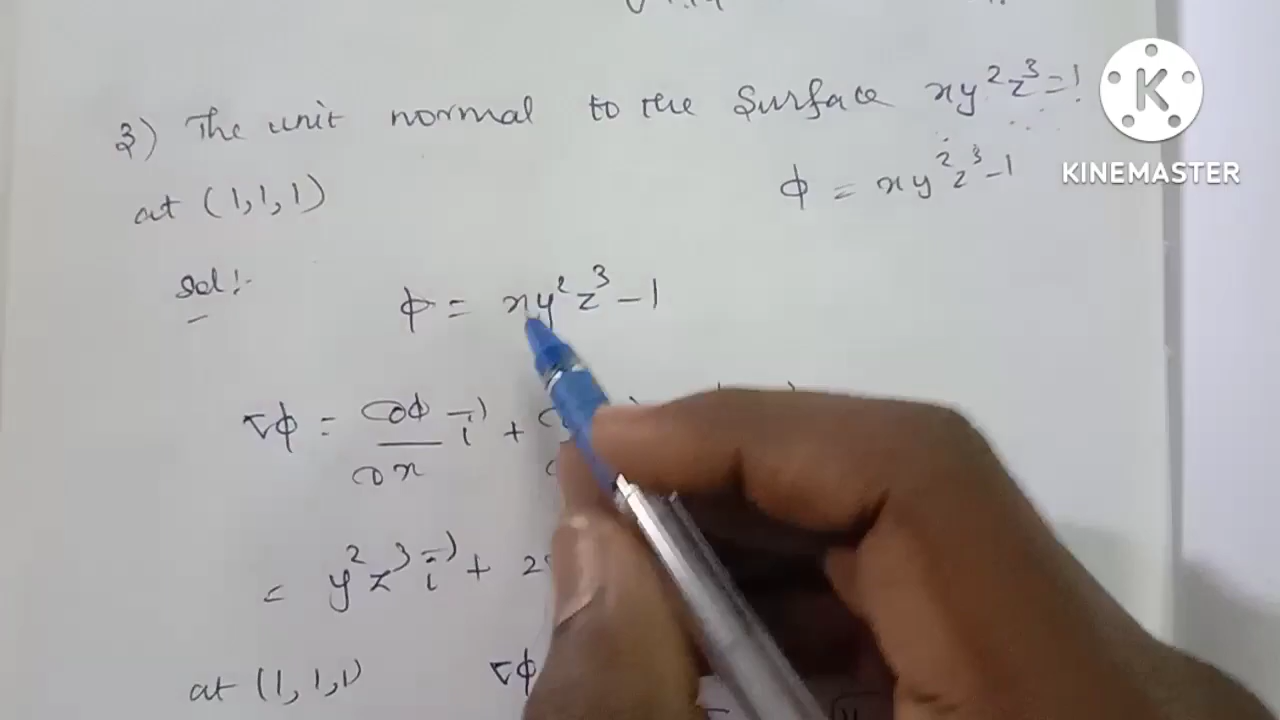 3) The unit normal to the surface xy²z³=1
at (1,1,1)
φ = xy²z³-1
Sol:-
φ = xy²z³-1
∇φ = ∂φ/∂x i⃗ +
= y²z³ i⃗ + 2
at (1,1,1) ∇φ
KINEMASTER